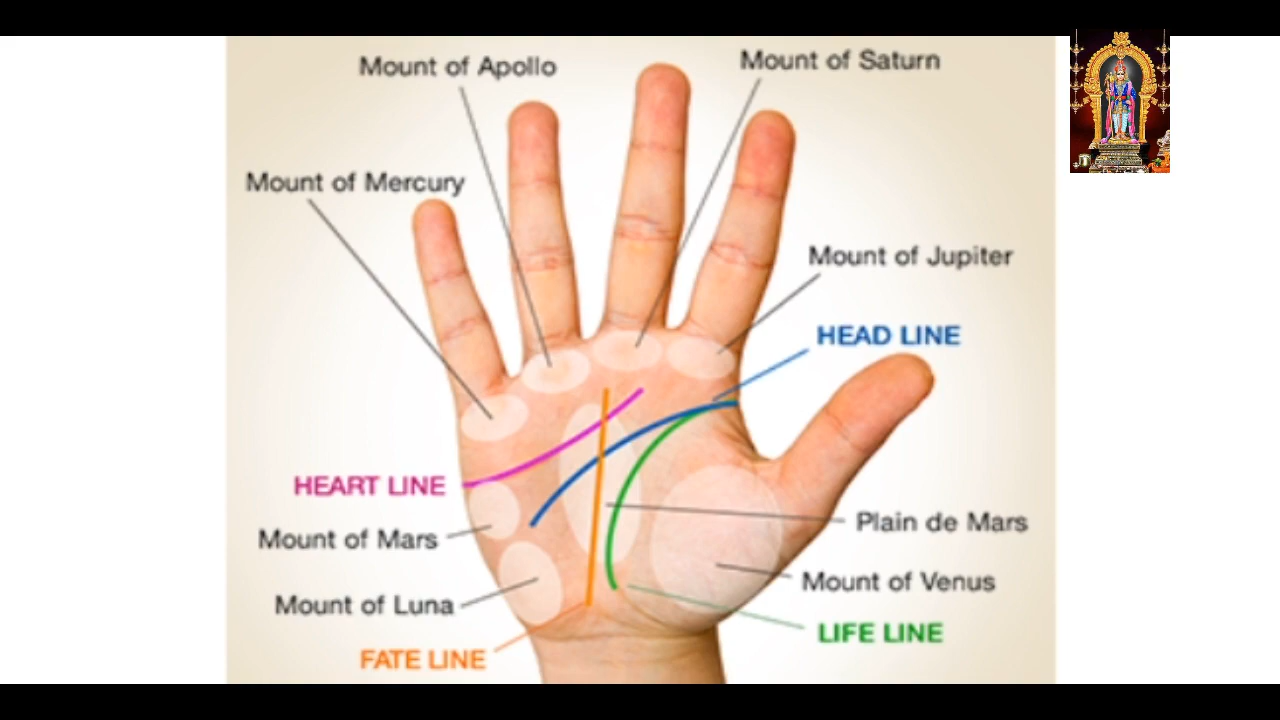 Mount of Apollo
Mount of Saturn
Mount of Mercury
Mount of Jupiter
HEAD LINE
HEART LINE
Plain de Mars
Mount of Mars
Mount of Venus
Mount of Luna
LIFE LINE
FATE LINE